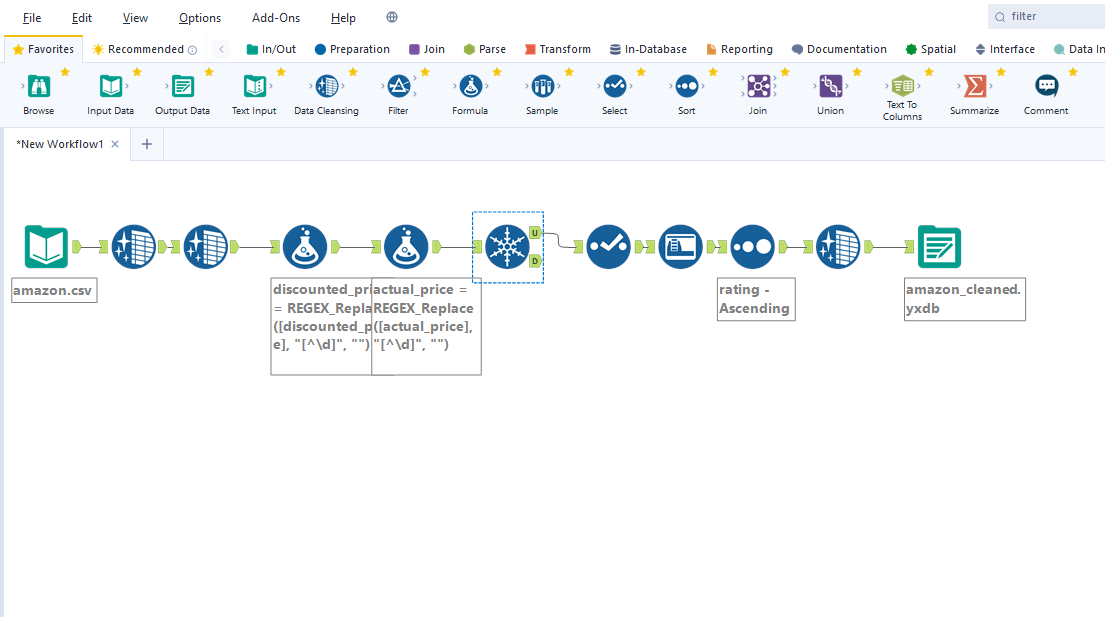 File Edit View Options Add-Ons Help filter
Favorites Recommended In/Out Preparation Join Parse Transform In-Database Reporting Documentation Spatial Interface Data In
Browse Input Data Output Data Text Input Data Cleansing Filter Formula Sample Select Sort Join Union Text To Columns Summarize Comment
*New Workflow1
U
D
amazon.csv
discounted_pri
= REGEX_Repla
([discounted_p
e], "[^\d]", "")
actual_price =
REGEX_Replace
([actual_price],
"[^\d]", "")
rating -
Ascending
amazon_cleaned.
yxdb